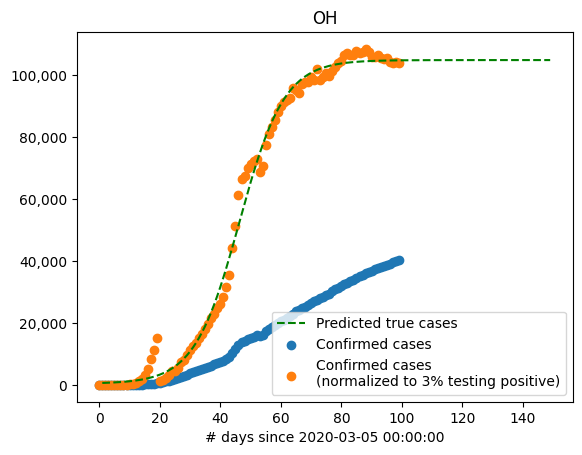 OH
100,000
80,000
60,000
40,000
20,000
0
Predicted true cases
Confirmed cases
Confirmed cases
(normalized to 3% testing positive)
0 20 40 60 80 100 120 140
# days since 2020-03-05 00:00:00